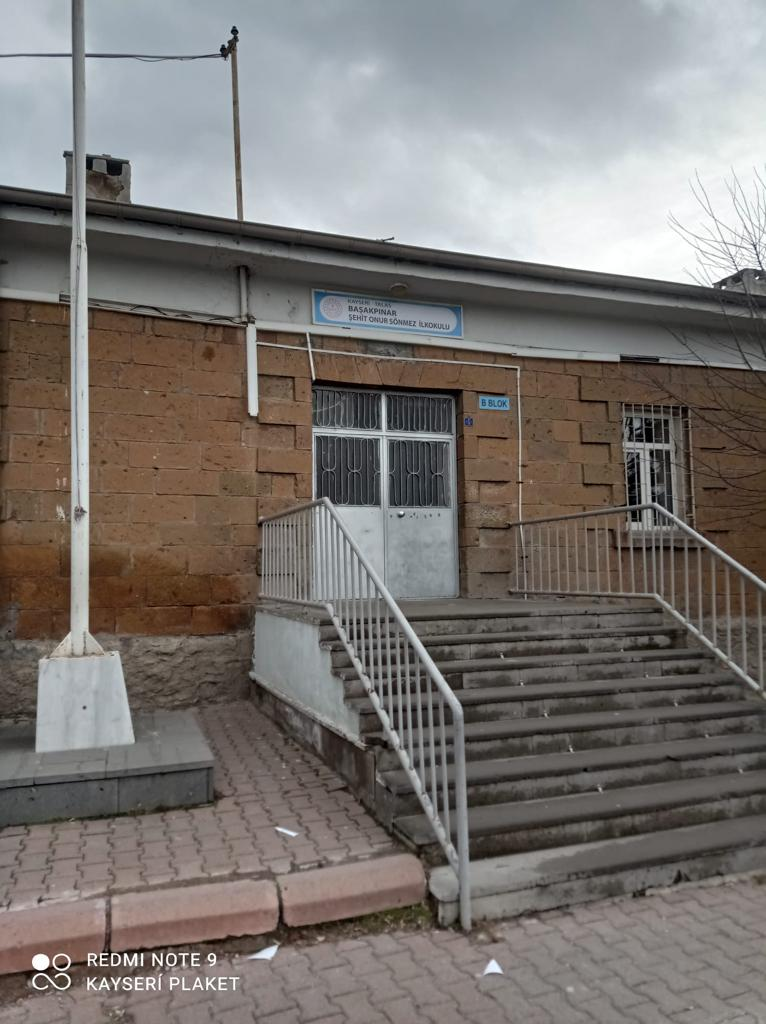 KAYSERİ - TALAS
BAŞAKPINAR
ŞEHİT ONUR SÖNMEZ İLKOKULU
B BLOK
REDMI NOTE 9
KAYSERİ PLAKET